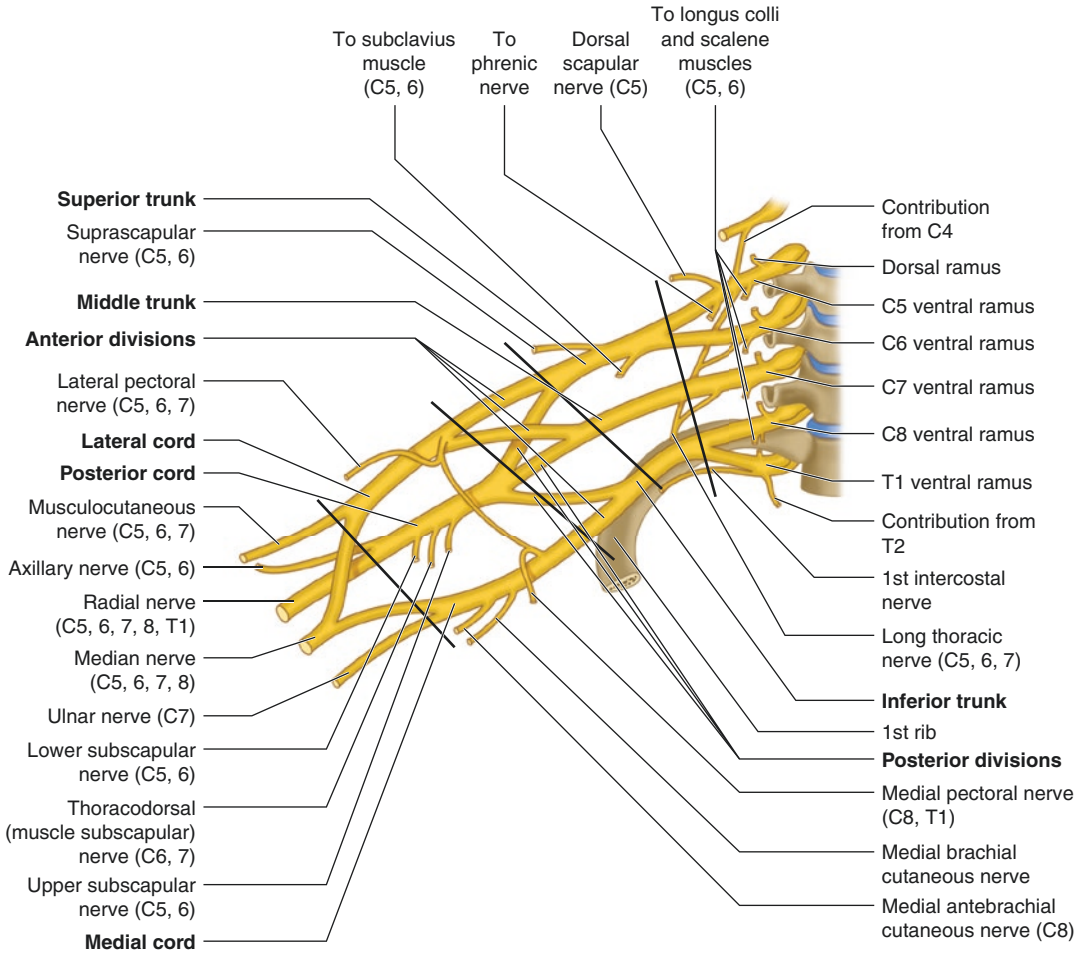 To subclavius
muscle
(C5, 6)
To
phrenic
nerve
Dorsal
scapular
nerve (C5)
To longus colli
and scalene
muscles
(C5, 6)
Superior trunk
Suprascapular
nerve (C5, 6)
Middle trunk
Anterior divisions
Lateral pectoral
nerve (C5, 6, 7)
Lateral cord
Posterior cord
Musculocutaneous
nerve (C5, 6, 7)
Axillary nerve (C5, 6)
Radial nerve
(C5, 6, 7, 8, T1)
Median nerve
(C5, 6, 7, 8)
Ulnar nerve (C7)
Lower subscapular
nerve (C5, 6)
Thoracodorsal
(muscle subscapular)
nerve (C6, 7)
Upper subscapular
nerve (C5, 6)
Medial cord
Contribution
from C4
Dorsal ramus
C5 ventral ramus
C6 ventral ramus
C7 ventral ramus
C8 ventral ramus
T1 ventral ramus
Contribution from
T2
1st intercostal
nerve
Long thoracic
nerve (C5, 6, 7)
Inferior trunk
1st rib
Posterior divisions
Medial pectoral nerve
(C8, T1)
Medial brachial
cutaneous nerve
Medial antebrachial
cutaneous nerve (C8)